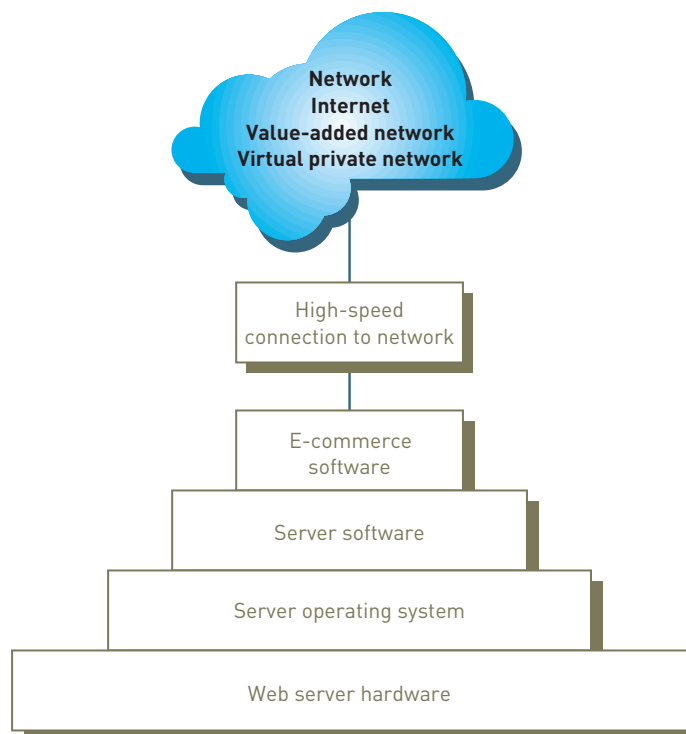 Network
Internet
Value-added network
Virtual private network
High-speed
connection to network
E-commerce
software
Server software
Server operating system
Web server hardware